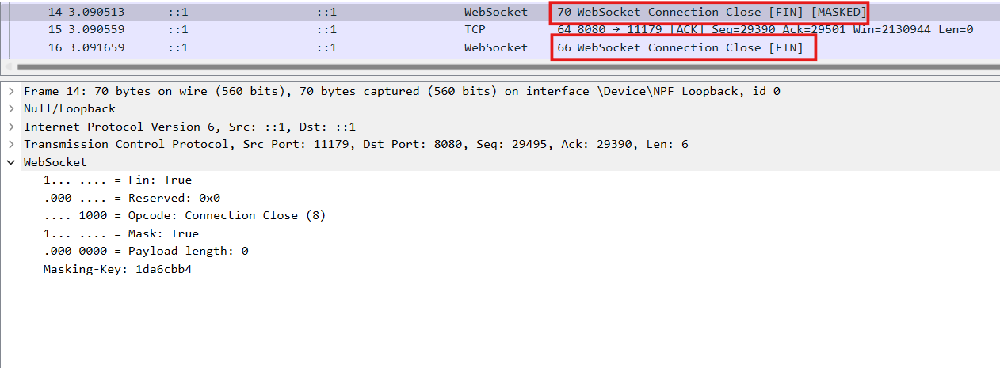 14 3.090513 ::1 ::1 WebSocket 70 WebSocket Connection Close [FIN] [MASKED]
15 3.090559 ::1 ::1 TCP 64 8080 → 11179 [ACK] Seq=29390 Ack=29501 Win=2130944 Len=0
16 3.091659 ::1 ::1 WebSocket 66 WebSocket Connection Close [FIN]
Frame 14: 70 bytes on wire (560 bits), 70 bytes captured (560 bits) on interface \Device\NPF_Loopback, id 0
Null/Loopback
Internet Protocol Version 6, Src: ::1, Dst: ::1
Transmission Control Protocol, Src Port: 11179, Dst Port: 8080, Seq: 29495, Ack: 29390, Len: 6
WebSocket
1... .... = Fin: True
.000 .... = Reserved: 0x0
.... 1000 = Opcode: Connection Close (8)
1... .... = Mask: True
.000 0000 = Payload length: 0
Masking-Key: 1da6cbb4